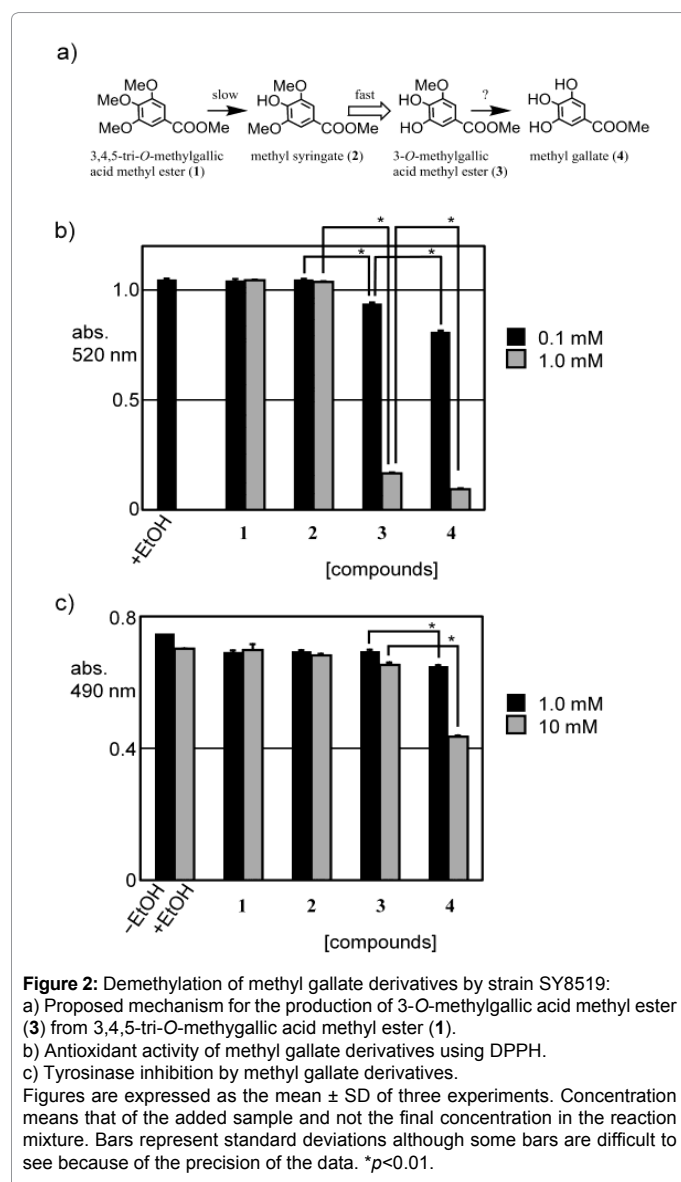 a)
MeO
MeO
MeO
COOMe
slow
MeO
HO
MeO
COOMe
fast
MeO
HO
HO
COOMe
?
HO
HO
HO
COOMe
3,4,5-tri-O-methylgallic
acid methyl ester (1)
methyl syringate (2)
3-O-methylgallic
acid methyl ester (3)
methyl gallate (4)
b)
* *
* *
1.0
abs.
520 nm
0.5
0
0.1 mM
1.0 mM
+EtOH 1 2 3 4
[compounds]
c)
0.8
* *
abs.
490 nm
0.4
0
1.0 mM
10 mM
–EtOH +EtOH 1 2 3 4
[compounds]
Figure 2: Demethylation of methyl gallate derivatives by strain SY8519:
a) Proposed mechanism for the production of 3-O-methylgallic acid methyl ester
(3) from 3,4,5-tri-O-methygallic acid methyl ester (1).
b) Antioxidant activity of methyl gallate derivatives using DPPH.
c) Tyrosinase inhibition by methyl gallate derivatives.
Figures are expressed as the mean ± SD of three experiments. Concentration
means that of the added sample and not the final concentration in the reaction
mixture. Bars represent standard deviations although some bars are difficult to
see because of the precision of the data. *p<0.01.